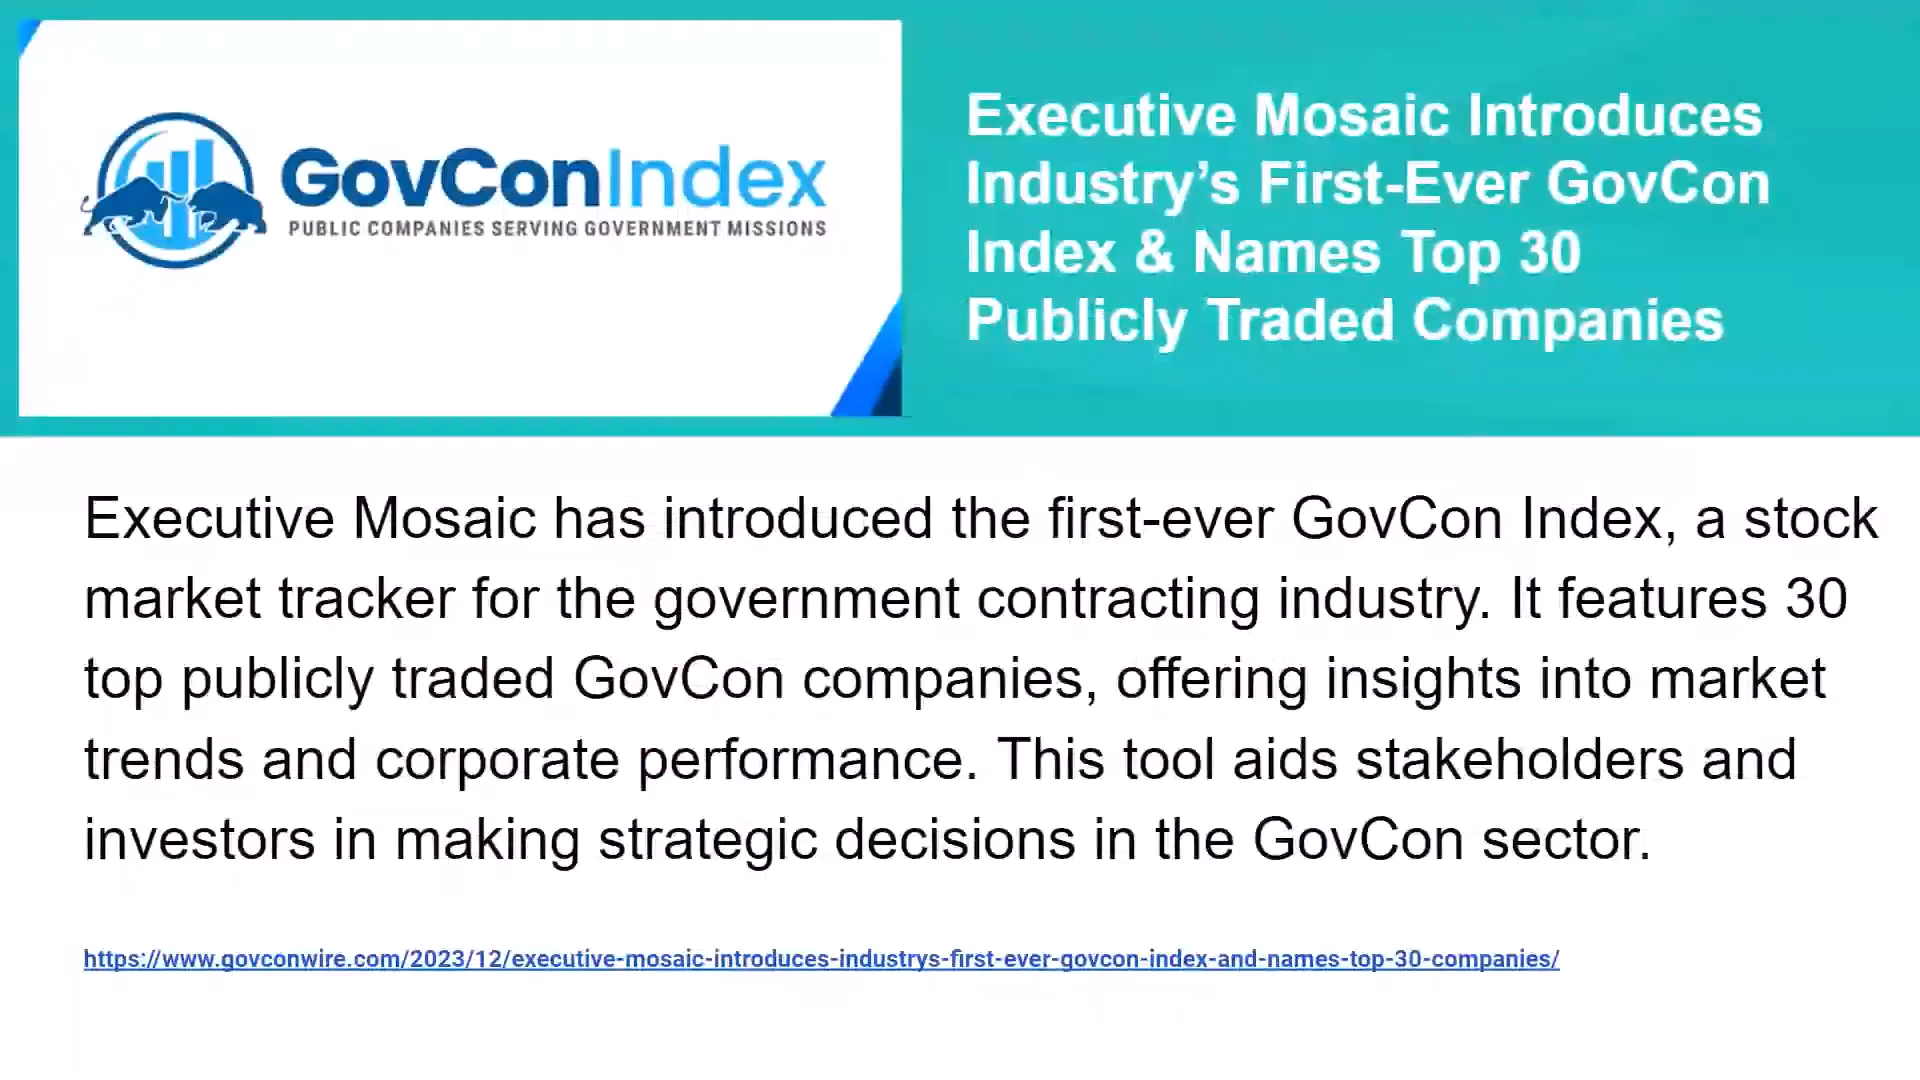 GovConIndex
PUBLIC COMPANIES SERVING GOVERNMENT MISSIONS
Executive Mosaic Introduces
Industry’s First-Ever GovCon
Index & Names Top 30
Publicly Traded Companies
Executive Mosaic has introduced the first-ever GovCon Index, a stock
market tracker for the government contracting industry. It features 30
top publicly traded GovCon companies, offering insights into market
trends and corporate performance. This tool aids stakeholders and
investors in making strategic decisions in the GovCon sector.
https://www.govconwire.com/2023/12/executive-mosaic-introduces-industrys-first-ever-govcon-index-and-names-top-30-companies/